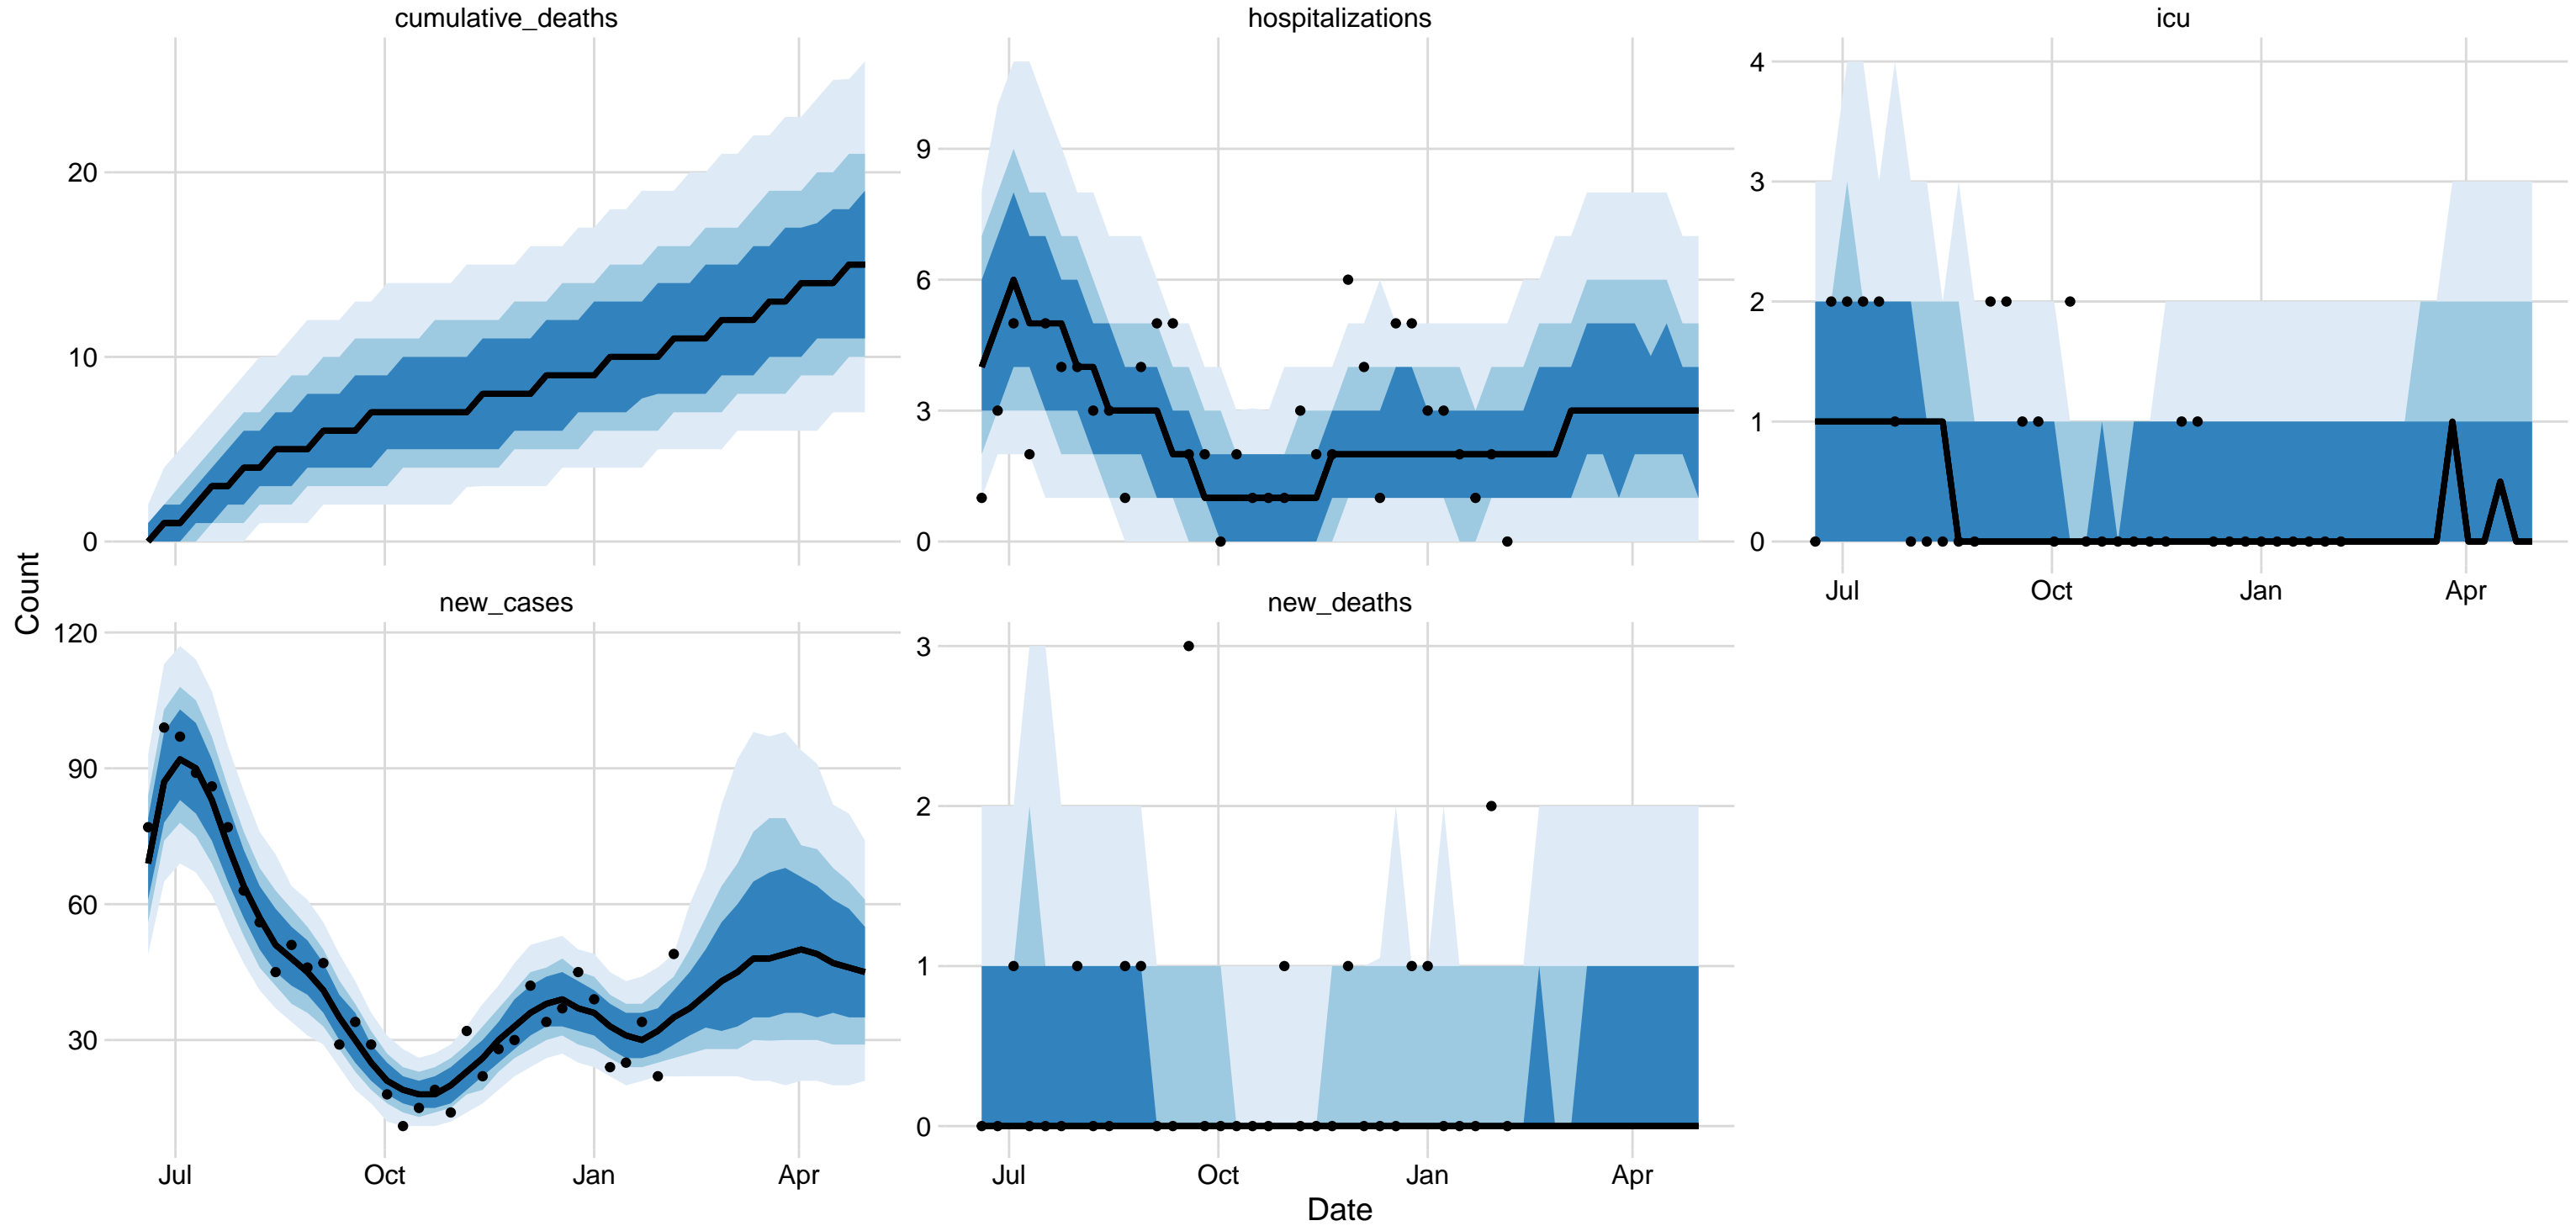 cumulative_deaths
hospitalizations
icu
20
10
0
9
6
3
0
4
3
2
1
0
Jul Oct Jan Apr
Count
new_cases
new_deaths
120
90
60
30
3
2
1
0
Jul Oct Jan Apr
Jul Oct Jan Apr
Date